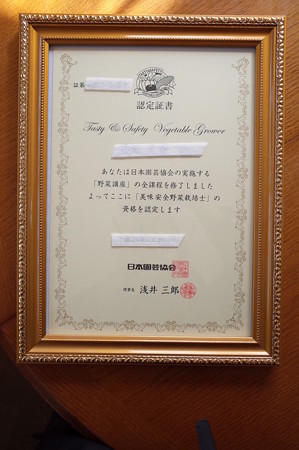 認定証書
Tasty & Safety Vegetable Grower
あなたは日本園芸協会の実施する
「野菜講座」の全課程を修了しました
よってここに「美味安全野菜栽培士」の
資格を認定します
日本園芸協会
理事長 浅井 三郎